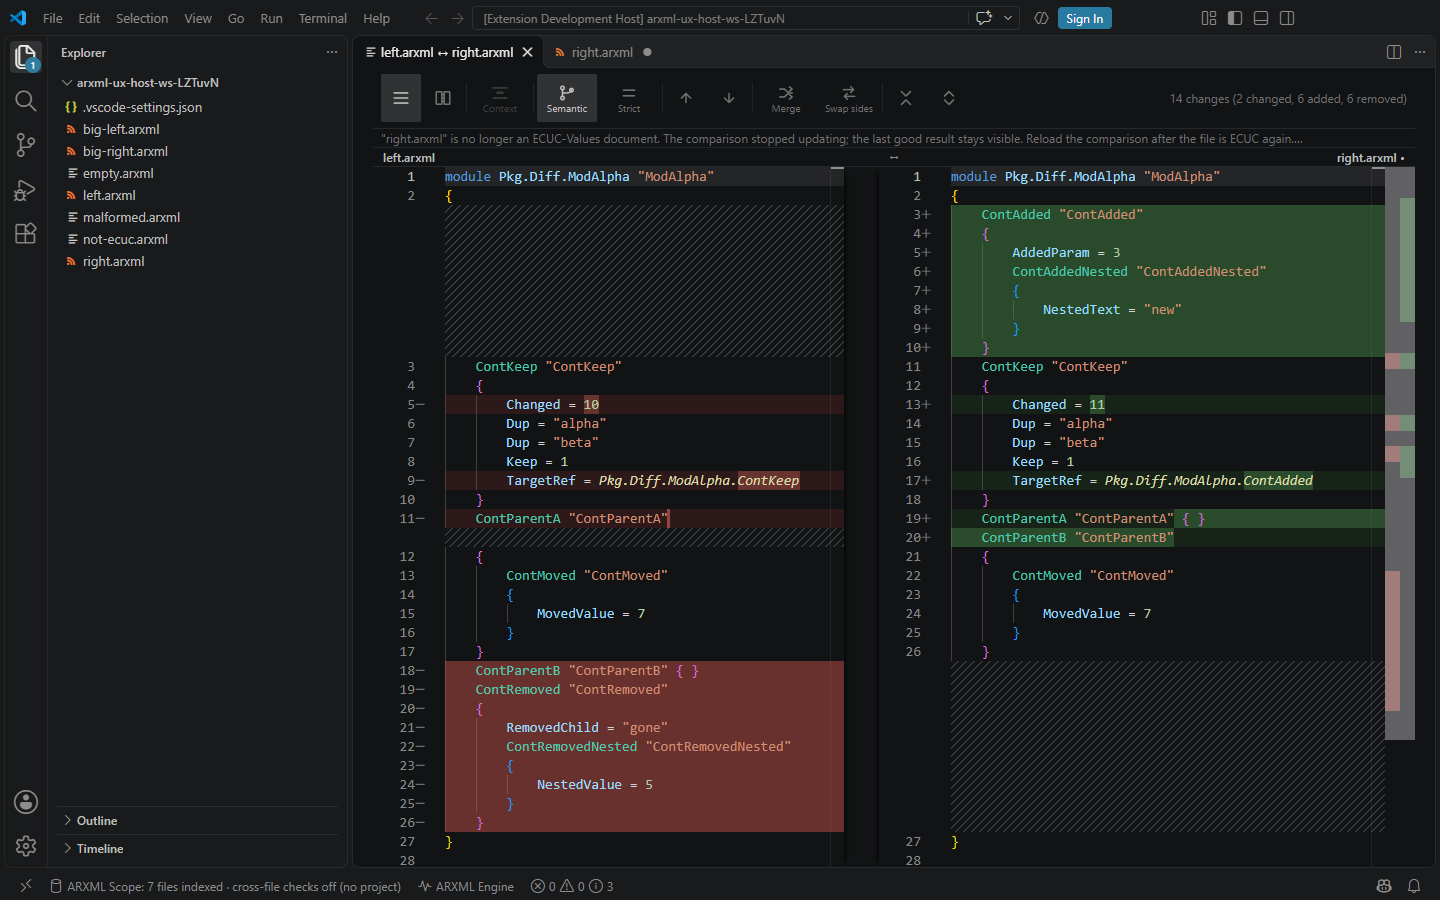 File Edit Selection View Go Run Terminal Help
[Extension Development Host] arxml-ux-host-ws-LZTuvN
Sign In
Explorer
arxml-ux-host-ws-LZTuvN
{} .vscode-settings.json
big-left.arxml
big-right.arxml
empty.arxml
left.arxml
malformed.arxml
not-ecuc.arxml
right.arxml
Outline
Timeline
1
left.arxml ↔ right.arxml
right.arxml
Context
Semantic
Strict
Merge
Swap sides
14 changes (2 changed, 6 added, 6 removed)
"right.arxml" is no longer an ECUC-Values document. The comparison stopped updating; the last good result stays visible. Reload the comparison after the file is ECUC again....
left.arxml
↔
right.arxml •
1 module Pkg.Diff.ModAlpha "ModAlpha"
2 {
3 ContKeep "ContKeep"
4 {
5− Changed = 10
6 Dup = "alpha"
7 Dup = "beta"
8 Keep = 1
9− TargetRef = Pkg.Diff.ModAlpha.ContKeep
10 }
11− ContParentA "ContParentA"
12 {
13 ContMoved "ContMoved"
14 {
15 MovedValue = 7
16 }
17 }
18− ContParentB "ContParentB" { }
19− ContRemoved "ContRemoved"
20− {
21− RemovedChild = "gone"
22− ContRemovedNested "ContRemovedNested"
23− {
24− NestedValue = 5
25− }
26− }
27 }
28
1 module Pkg.Diff.ModAlpha "ModAlpha"
2 {
3+ ContAdded "ContAdded"
4+ {
5+ AddedParam = 3
6+ ContAddedNested "ContAddedNested"
7+ {
8+ NestedText = "new"
9+ }
10+ }
11 ContKeep "ContKeep"
12 {
13+ Changed = 11
14 Dup = "alpha"
15 Dup = "beta"
16 Keep = 1
17+ TargetRef = Pkg.Diff.ModAlpha.ContAdded
18 }
19+ ContParentA "ContParentA" { }
20+ ContParentB "ContParentB"
21 {
22 ContMoved "ContMoved"
23 {
24 MovedValue = 7
25 }
26 }
27 }
28
ARXML Scope: 7 files indexed · cross-file checks off (no project)
ARXML Engine
0 0 3